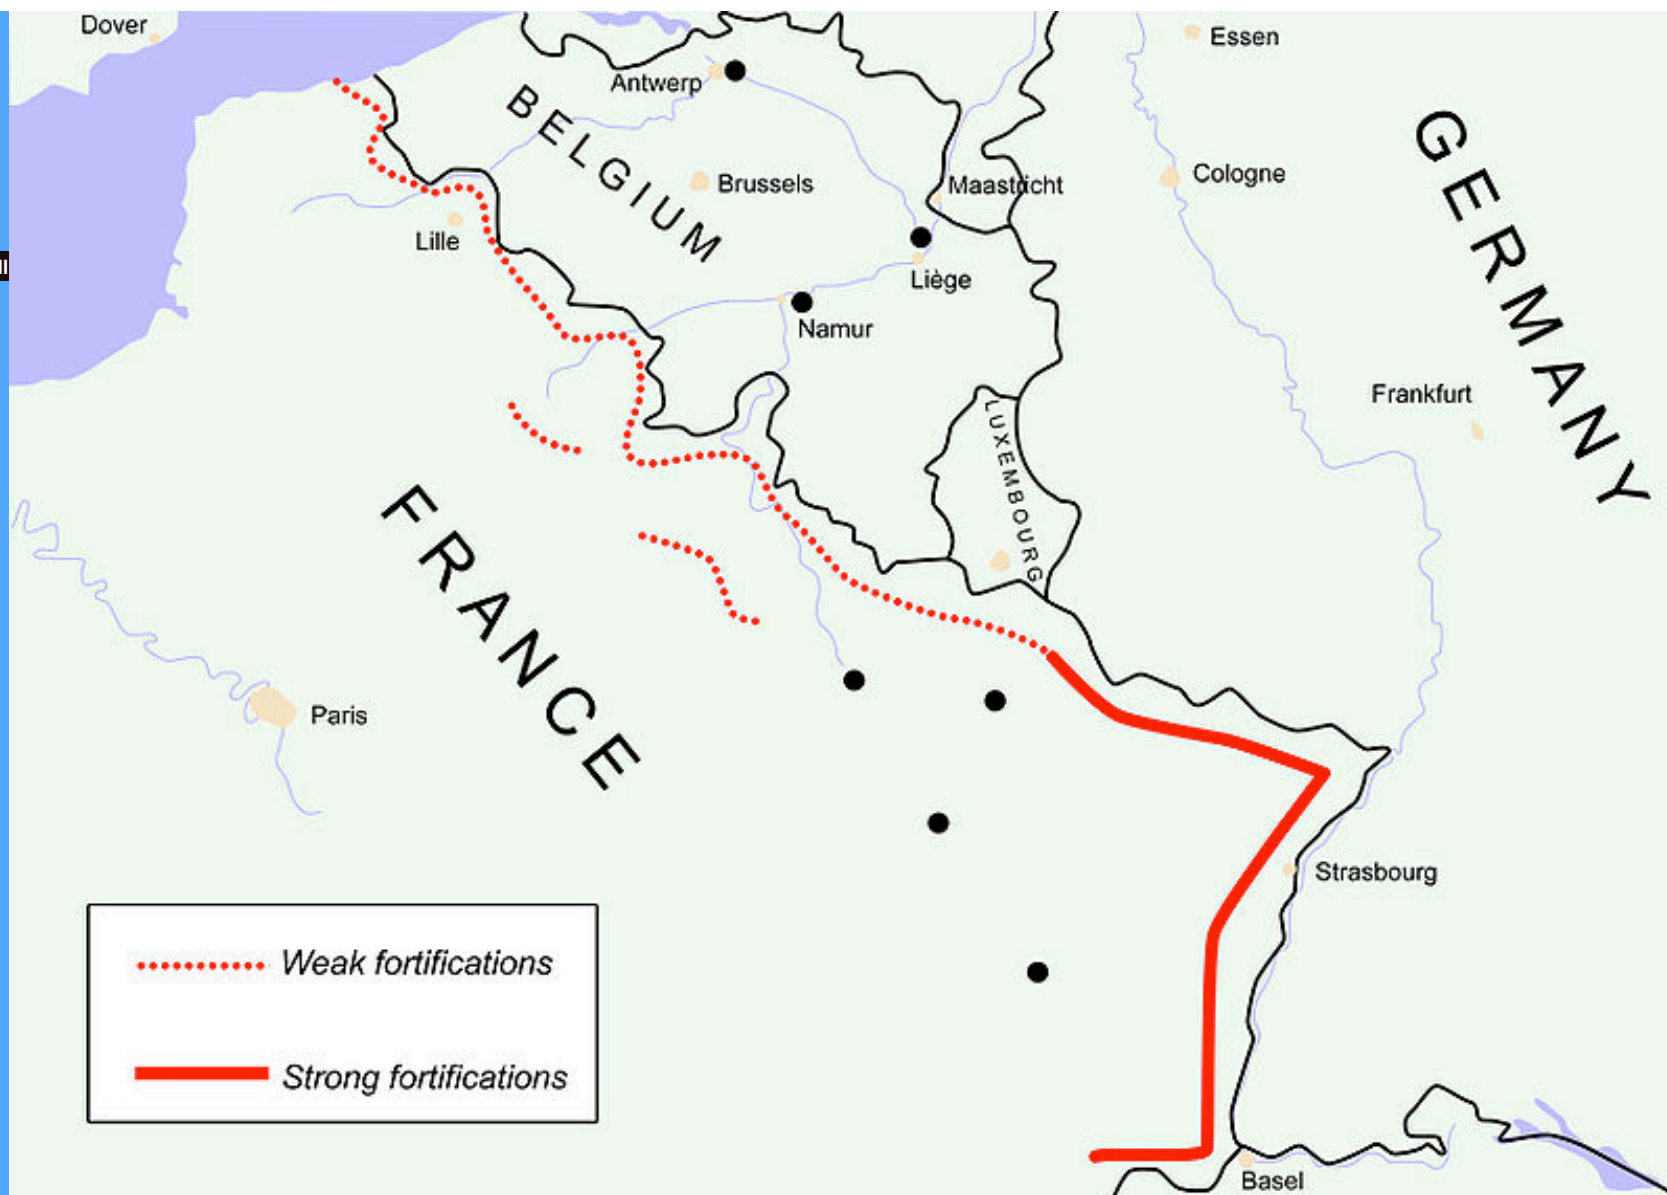 Dover
Essen
Antwerp
BELGIUM
GERMANY
Cologne
Brussels
Maastricht
Lille
Liège
Namur
Frankfurt
LUXEMBOURG
FRANCE
Paris
Strasbourg
Weak fortifications
Strong fortifications
Basel